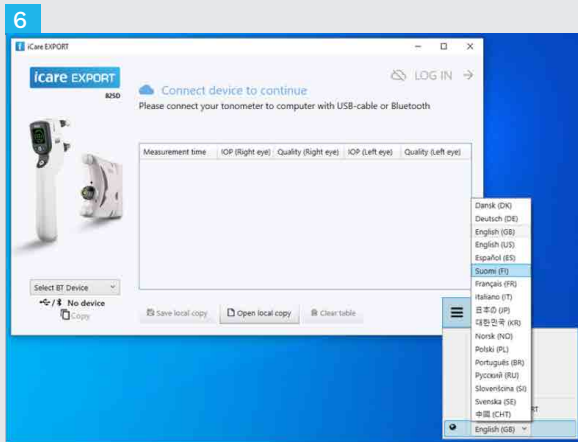 6
iCare EXPORT
icare EXPORT
825D
LOG IN
Connect device to continue
Please connect your tonometer to computer with USB-cable or Bluetooth
Measurement time IOP (Right eye) Quality (Right eye) IOP (Left eye) Quality (Left eye)
Select BT Device
No device
Copy
Save local copy
Open local copy
Clear table
Dansk (DK)
Deutsch (DE)
English (GB)
English (US)
Español (ES)
Suomi (FI)
Français (FR)
Italiano (IT)
日本の (JP)
대한민국 (KR)
Norsk (NO)
Polski (PL)
Português (BR)
Русский (RU)
Slovenščina (SI)
Svenska (SE)
中國 (CHT)
RT
English (GB)